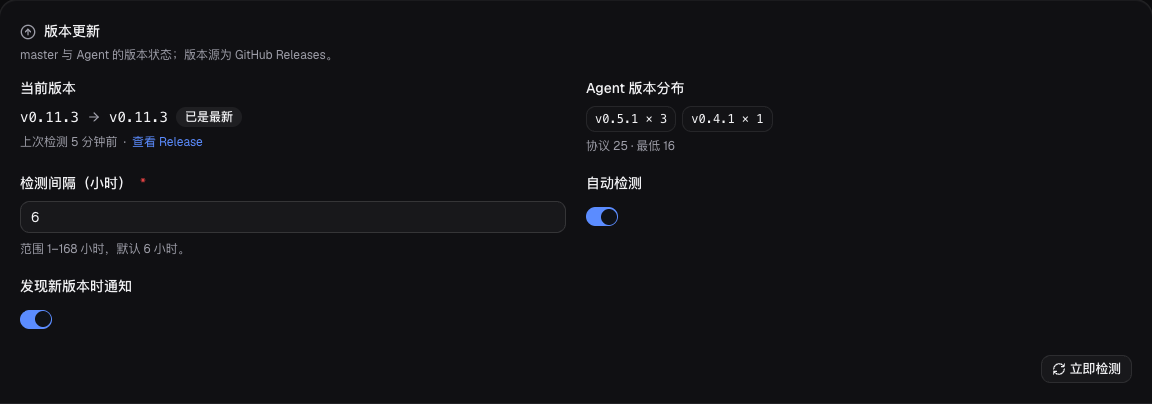 版本更新
master 与 Agent 的版本状态；版本源为 GitHub Releases。
当前版本
v0.11.3 → v0.11.3 已是最新
上次检测 5 分钟前 · 查看 Release
Agent 版本分布
v0.5.1 × 3 v0.4.1 × 1
协议 25 · 最低 16
检测间隔（小时） *
6
范围 1–168 小时，默认 6 小时。
自动检测
发现新版本时通知
立即检测